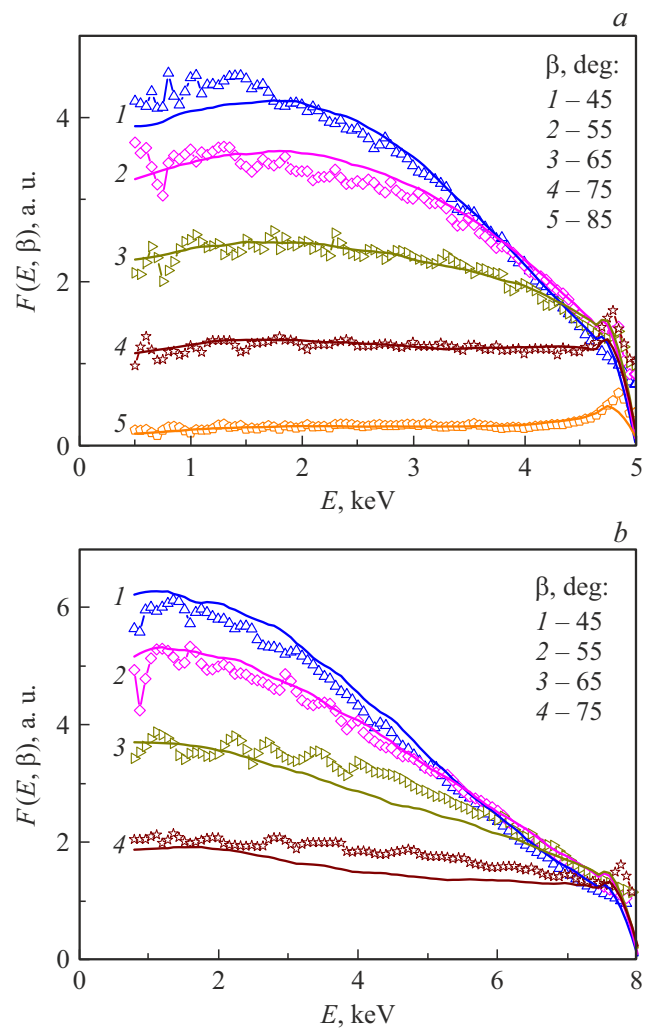 a
β, deg:
1 – 45
2 – 55
3 – 65
4 – 75
5 – 85
1
2
3
4
5
F(E, β), a. u.
4
2
0
0 1 2 3 4 5
E, keV
b
β, deg:
1 – 45
2 – 55
3 – 65
4 – 75
1
2
3
4
F(E, β), a. u.
6
4
2
0
0 2 4 6 8
E, keV